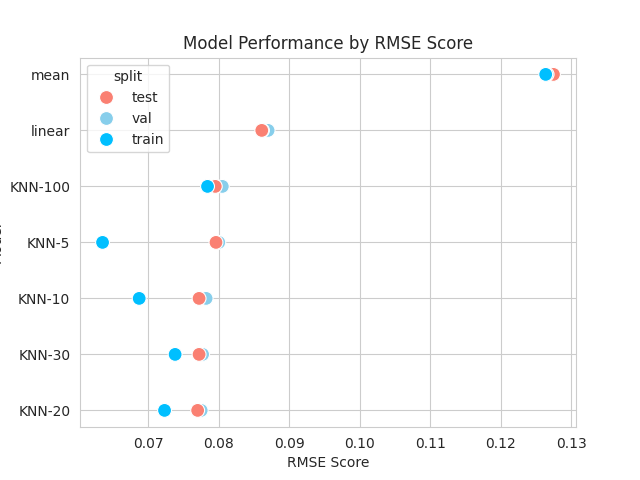 Model Performance by RMSE Score
split
test
val
train
mean
linear
KNN-100
KNN-5
KNN-10
KNN-30
KNN-20
0.07 0.08 0.09 0.10 0.11 0.12 0.13
RMSE Score